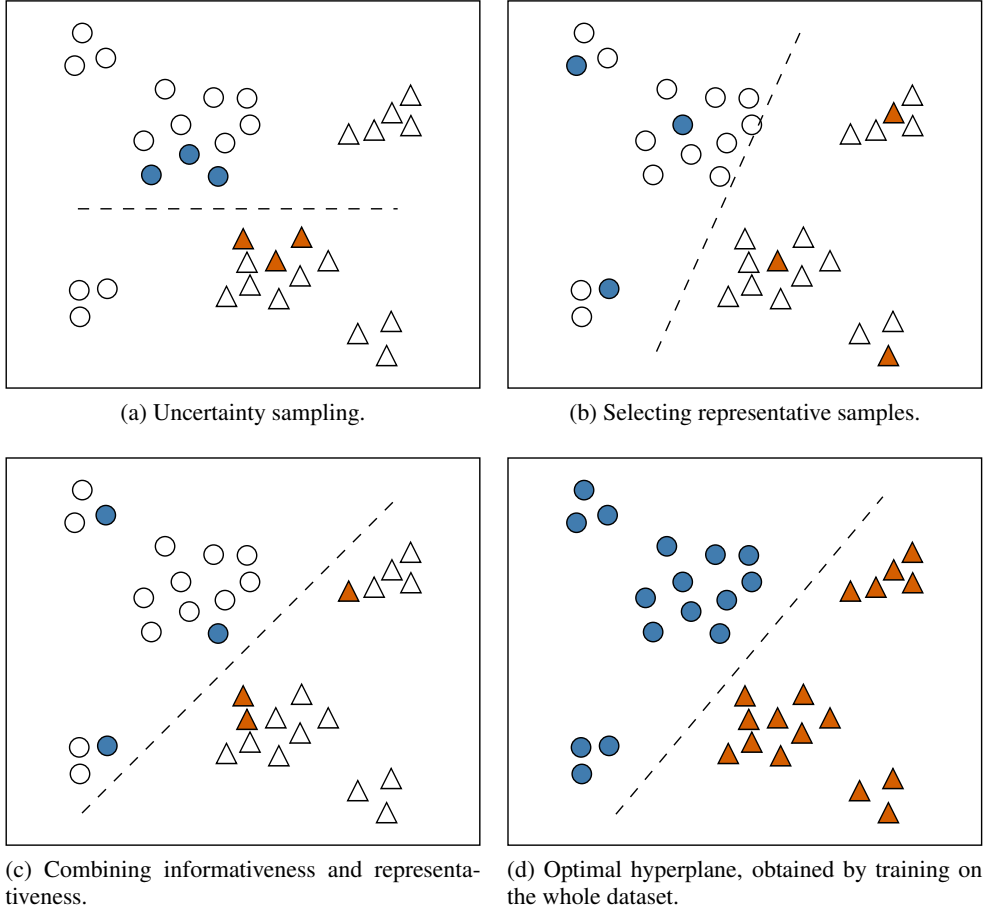 (a) Uncertainty sampling.
(b) Selecting representative samples.
(c) Combining informativeness and representa-
tiveness.
(d) Optimal hyperplane, obtained by training on
the whole dataset.